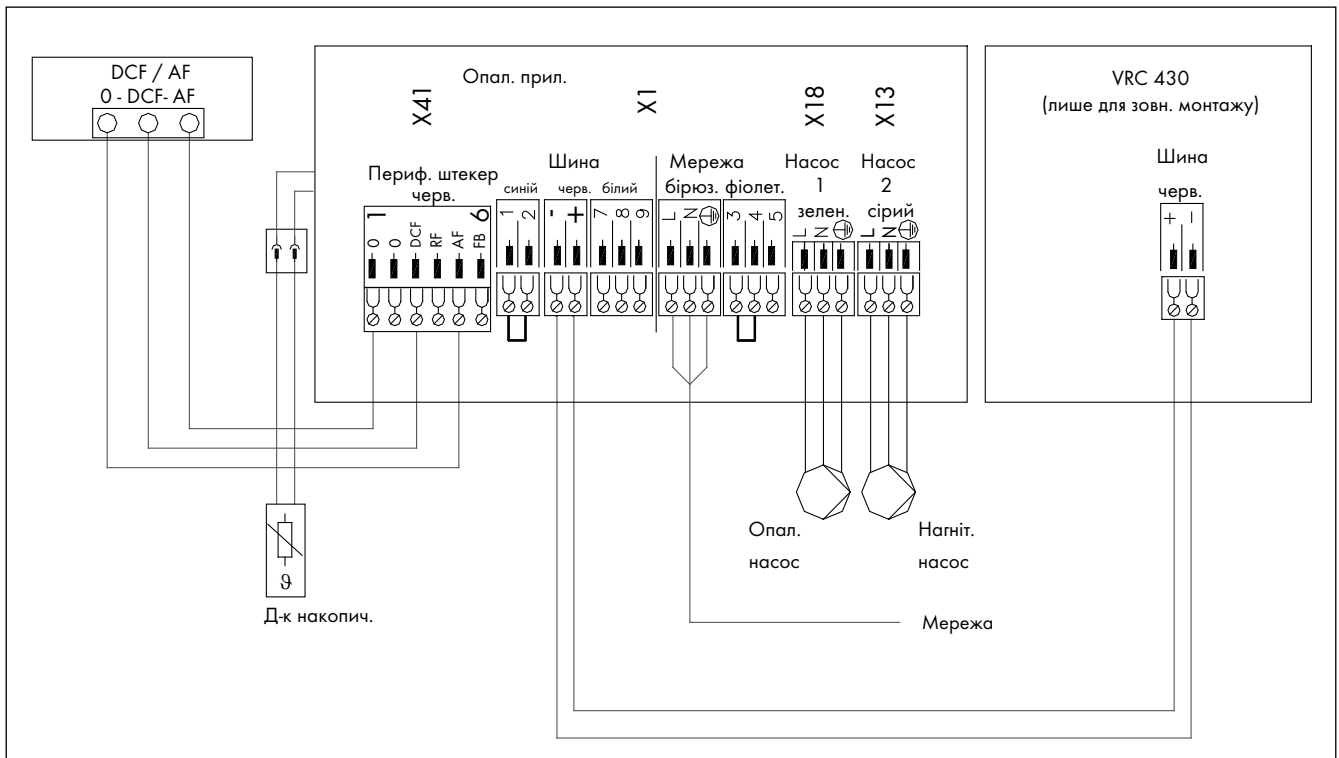 DCF / AF
0 - DCF- AF
Опал. прил.
X41
X1
X18
X13
VRC 430
(лише для зовн. монтажу)
Периф. штекер
черв.
Шина
синій черв. білий
Мережа
бірюз. фіолет.
Насос
1
зелен.
Насос
2
сірий
Шина
черв.
1 6
0 0 DCF RF AF FB
1 2
- +
7 8 9
L N
3 4 5
L N
L N
+ –
Опал.
насос
Нагніт.
насос
ϑ
Д-к накопич.
Мережа